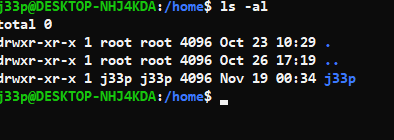 j33p@DESKTOP-NHJ4KDA:/home$ ls -al
total 0
drwxr-xr-x 1 root root 4096 Oct 23 10:29 .
drwxr-xr-x 1 root root 4096 Oct 26 17:19 ..
drwxr-xr-x 1 j33p j33p 4096 Nov 19 00:34 j33p
j33p@DESKTOP-NHJ4KDA:/home$